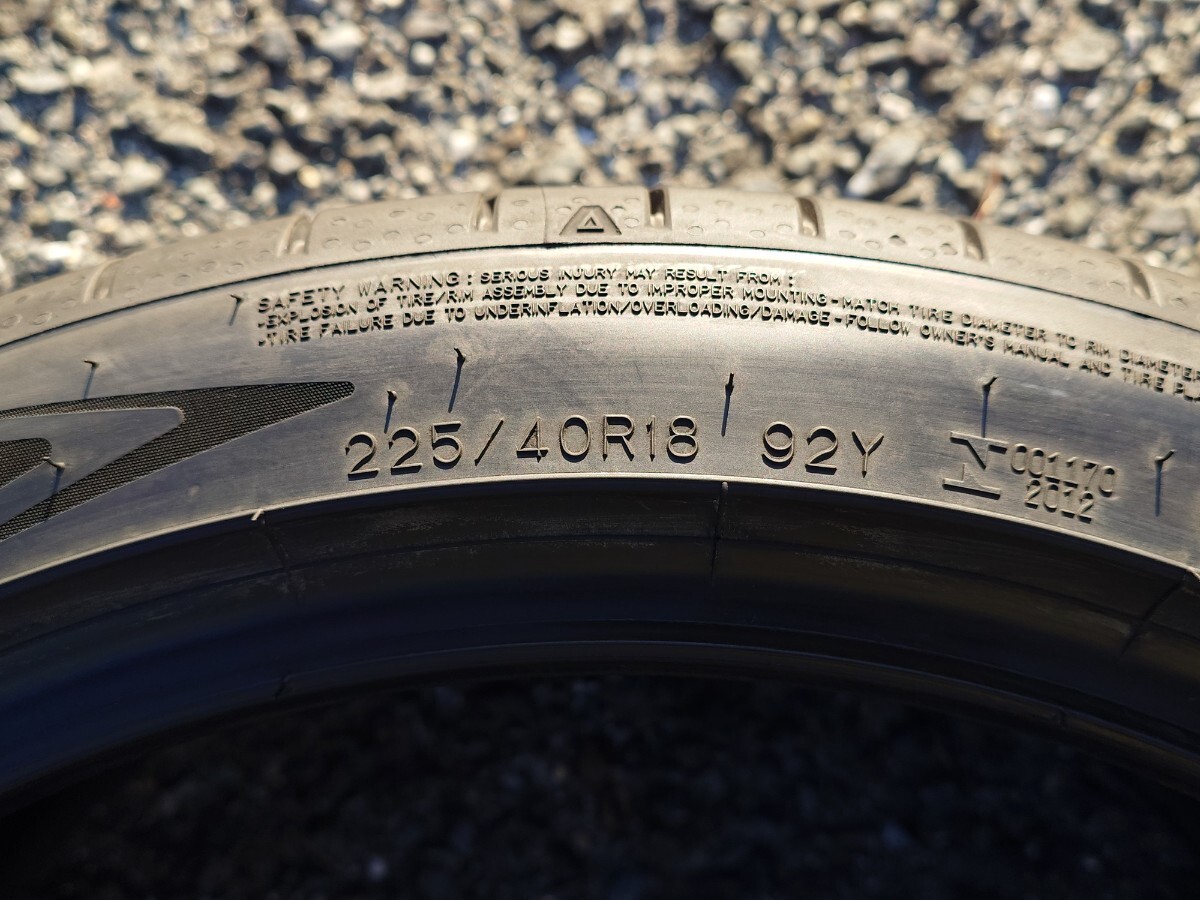 A
SAFETY WARNING : SERIOUS INJURY MAY RESULT FROM :
-EXPLOSION OF TIRE/RIM ASSEMBLY DUE TO IMPROPER MOUNTING-MATCH TIRE DIAMETER TO RIM DIAMETER
-TIRE FAILURE DUE TO UNDERINFLATION/OVERLOADING/DAMAGE-FOLLOW OWNER'S MANUAL AND TIRE
225/40R18 92Y N 001170
2012